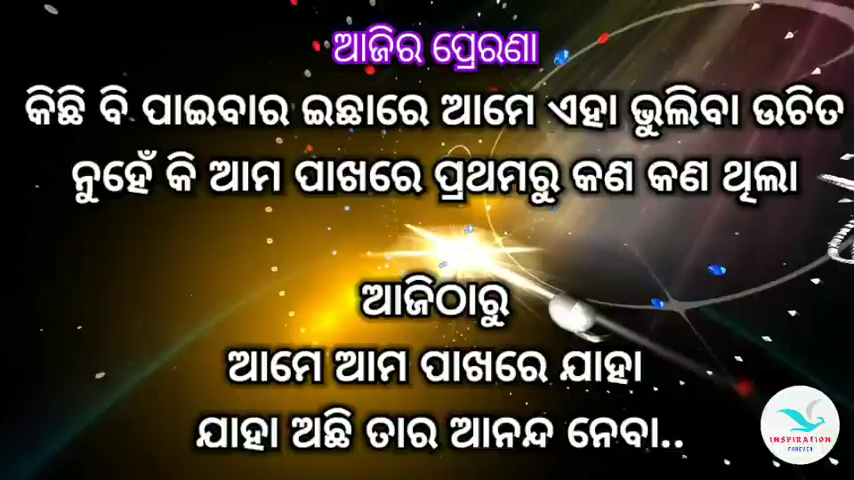 ଆଜିର ପ୍ରେରଣା
କିଛି ବି ପାଇବାର ଇଛାରେ ଆମେ ଏହା ଭୁଲିବା ଉଚିତ
ନୁହେଁ କି ଆମ ପାଖରେ ପ୍ରଥମରୁ କଣ କଣ ଥିଲା
ଆଜିଠାରୁ
ଆମେ ଆମ ପାଖରେ ଯାହା
ଯାହା ଅଛି ତାର ଆନନ୍ଦ ନେବା..
INSPIRATION
FOREVER